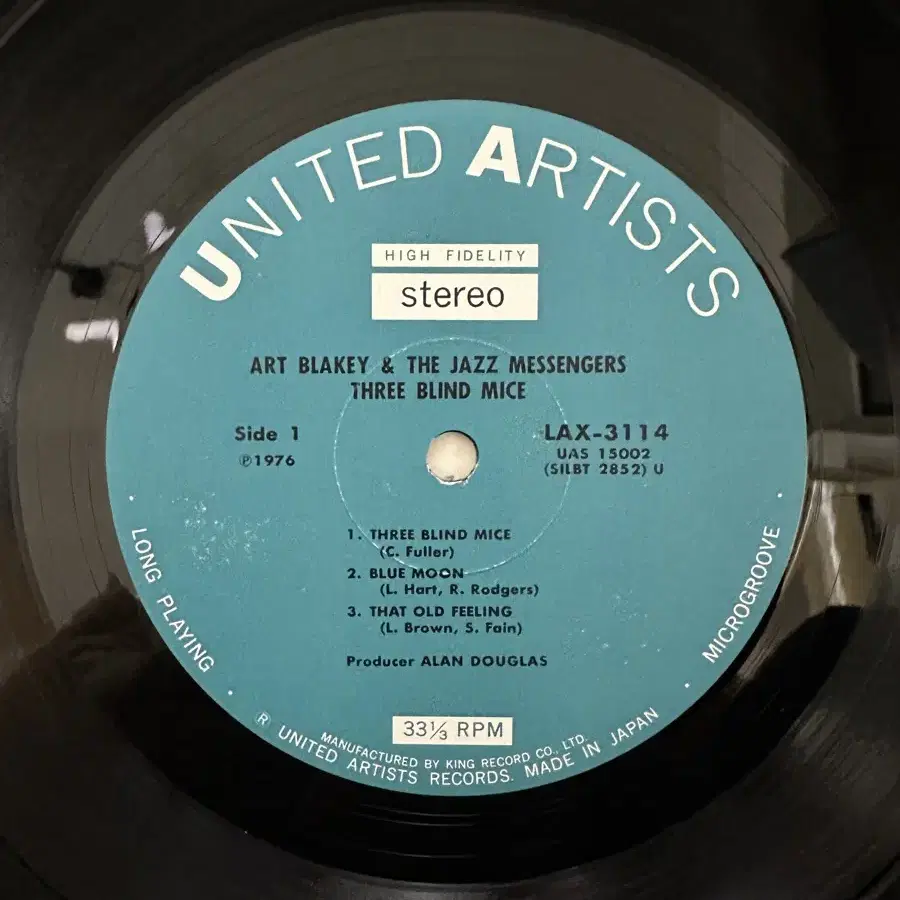 UNITED ARTISTS
HIGH FIDELITY
stereo
ART BLAKEY & THE JAZZ MESSENGERS
THREE BLIND MICE
Side 1
℗1976
LAX-3114
UAS 15002
(SILBT 2852) U
1. THREE BLIND MICE
(C. Fuller)
2. BLUE MOON
(L. Hart, R. Rodgers)
3. THAT OLD FEELING
(L. Brown, S. Fain)
Producer ALAN DOUGLAS
· LONG PLAYING ·
· MICROGROOVE ·
33⅓ RPM
MANUFACTURED BY KING RECORD CO., LTD.
® UNITED ARTISTS RECORDS. MADE IN JAPAN